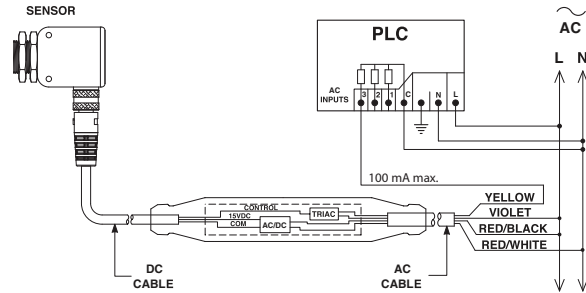 SENSOR
PLC
AC
L N
AC
INPUTS
3 2 1 C N L
100 mA max.
YELLOW
VIOLET
RED/BLACK
RED/WHITE
CONTROL
15VDC
COM
AC/DC
TRIAC
DC
CABLE
AC
CABLE